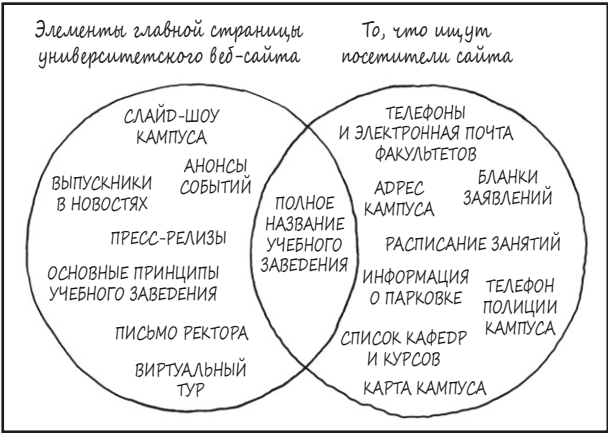 Элементы главной страницы
университетского веб-сайта
То, что ищут
посетители сайта
СЛАЙД-ШОУ
КАМПУСА
АНОНСЫ
СОБЫТИЙ
ВЫПУСКНИКИ
В НОВОСТЯХ
ПРЕСС-РЕЛИЗЫ
ОСНОВНЫЕ ПРИНЦИПЫ
УЧЕБНОГО ЗАВЕДЕНИЯ
ПИСЬМО РЕКТОРА
ВИРТУАЛЬНЫЙ
ТУР
ПОЛНОЕ
НАЗВАНИЕ
УЧЕБНОГО
ЗАВЕДЕНИЯ
ТЕЛЕФОНЫ
И ЭЛЕКТРОННАЯ ПОЧТА
ФАКУЛЬТЕТОВ
АДРЕС
КАМПУСА
БЛАНКИ
ЗАЯВЛЕНИЙ
РАСПИСАНИЕ ЗАНЯТИЙ
ИНФОРМАЦИЯ
О ПАРКОВКЕ
ТЕЛЕФОН
ПОЛИЦИИ
КАМПУСА
СПИСОК КАФЕДР
И КУРСОВ
КАРТА КАМПУСА